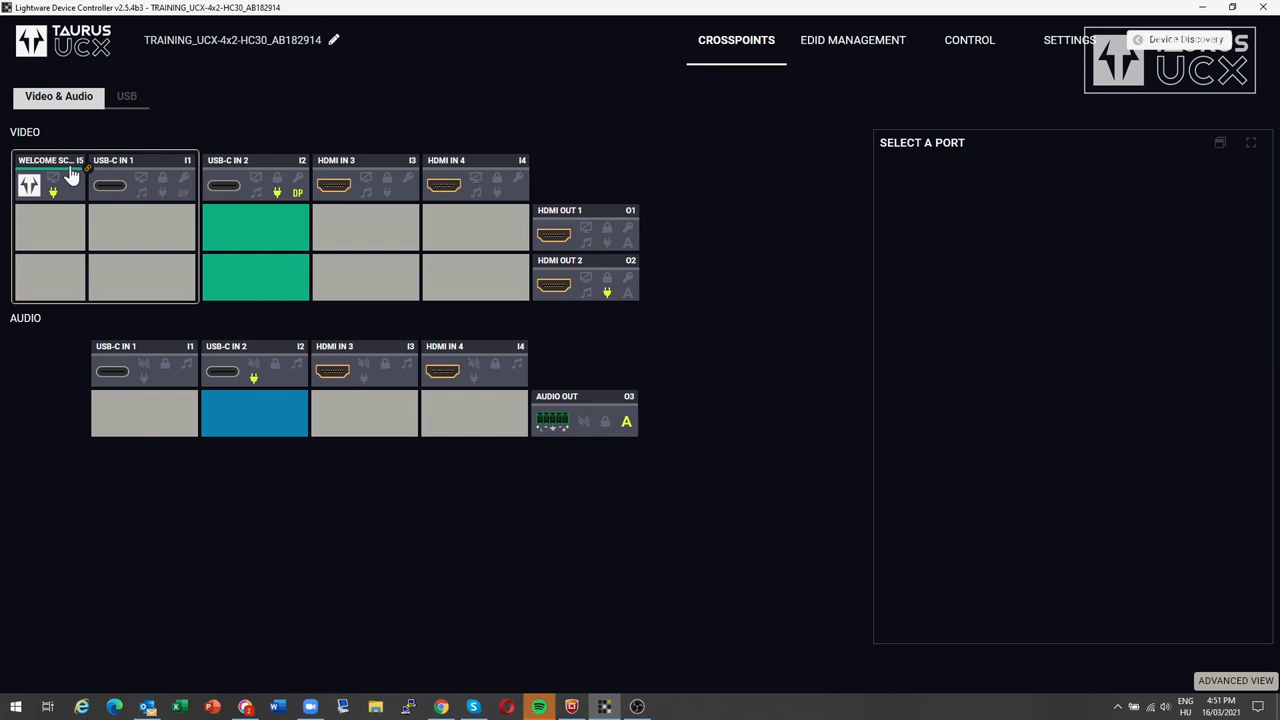 Lightware Device Controller v2.5.4b3 - TRAINING_UCX-4x2-HC30_AB182914
TAURUS UCX
TRAINING_UCX-4x2-HC30_AB182914
CROSSPOINTS
EDID MANAGEMENT
CONTROL
SETTINGS
Device Discovery
UCX
Video & Audio
USB
VIDEO
SELECT A PORT
WELCOME SC... I5
USB-C IN 1 I1
USB-C IN 2 I2
HDMI IN 3 I3
HDMI IN 4 I4
DP
DP
HDMI OUT 1 O1
A
HDMI OUT 2 O2
A
AUDIO
USB-C IN 1 I1
USB-C IN 2 I2
HDMI IN 3 I3
HDMI IN 4 I4
AUDIO OUT O3
A
ADVANCED VIEW
ENG
HU
4:51 PM
16/03/2021